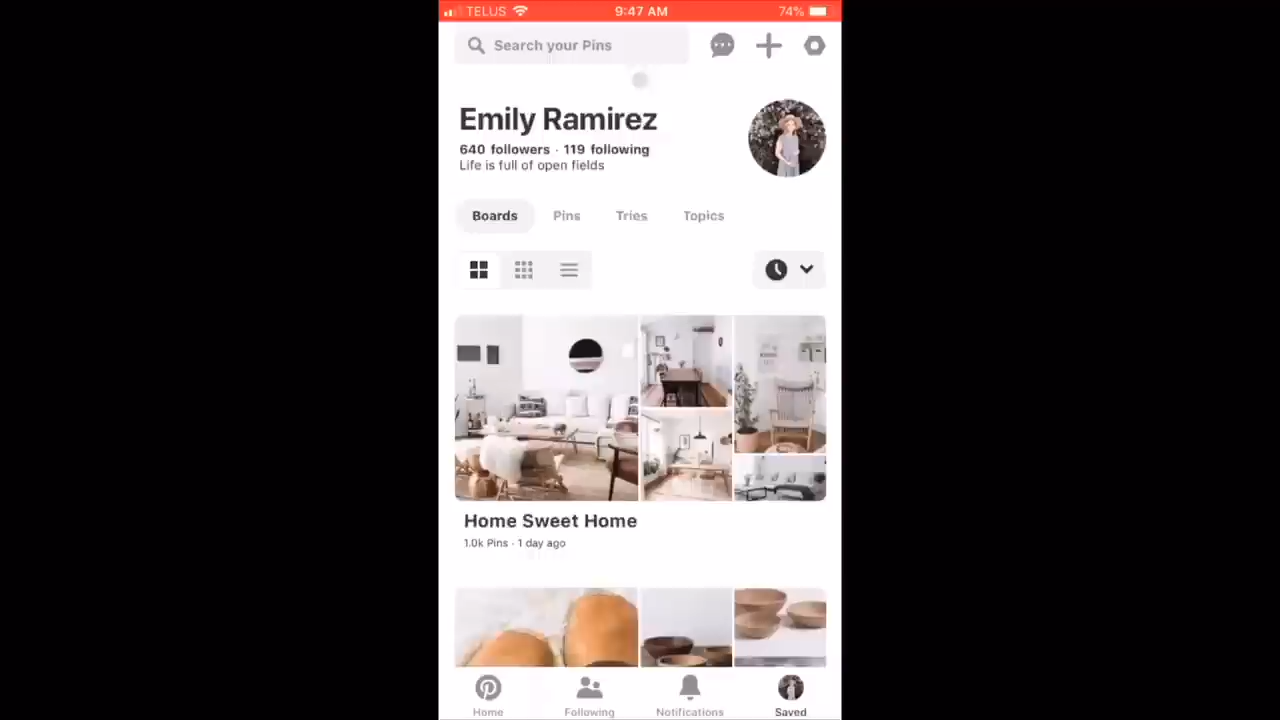 TELUS 9:47 AM 74%
Search your Pins
Emily Ramirez
640 followers · 119 following
Life is full of open fields
Boards Pins Tries Topics
Home Sweet Home
1.0k Pins · 1 day ago
Home Following Notifications Saved